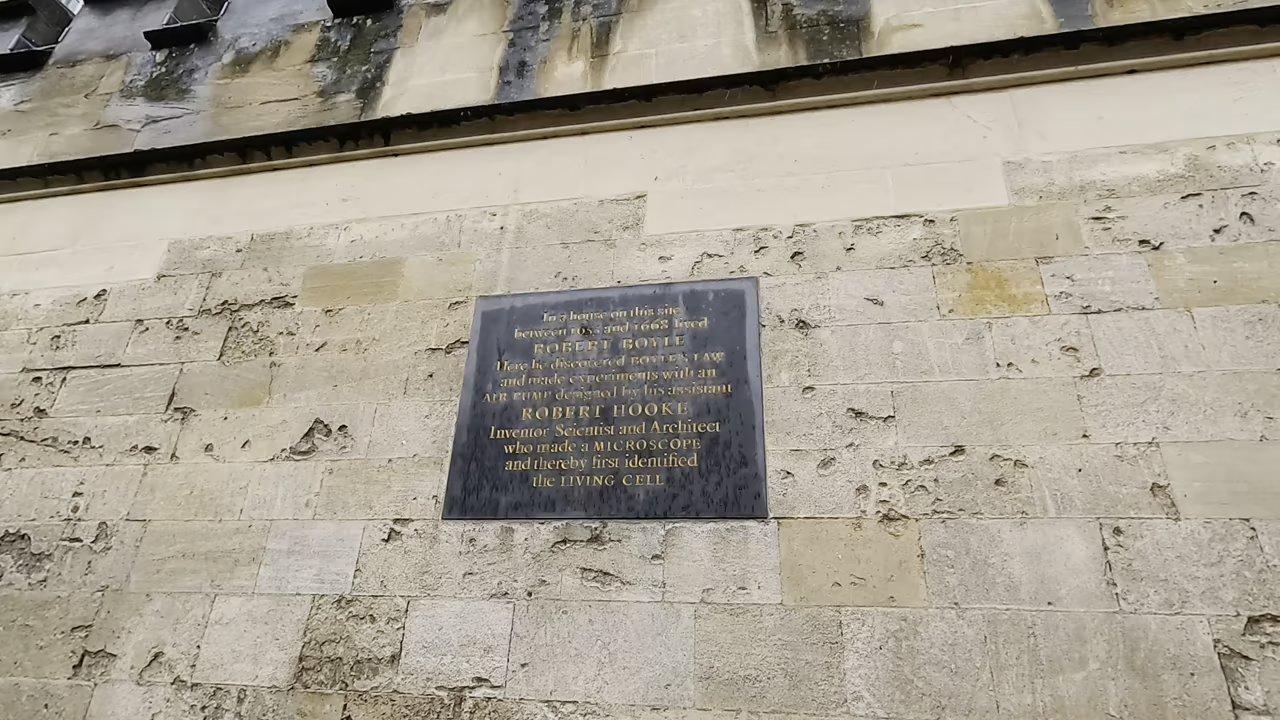 In a house on this site
between 1655 and 1668 lived
ROBERT BOYLE
Here he discovered BOYLE'S LAW
and made experiments with an
AIR PUMP designed by his assistant
ROBERT HOOKE
Inventor Scientist and Architect
who made a MICROSCOPE
and thereby first identified
the LIVING CELL